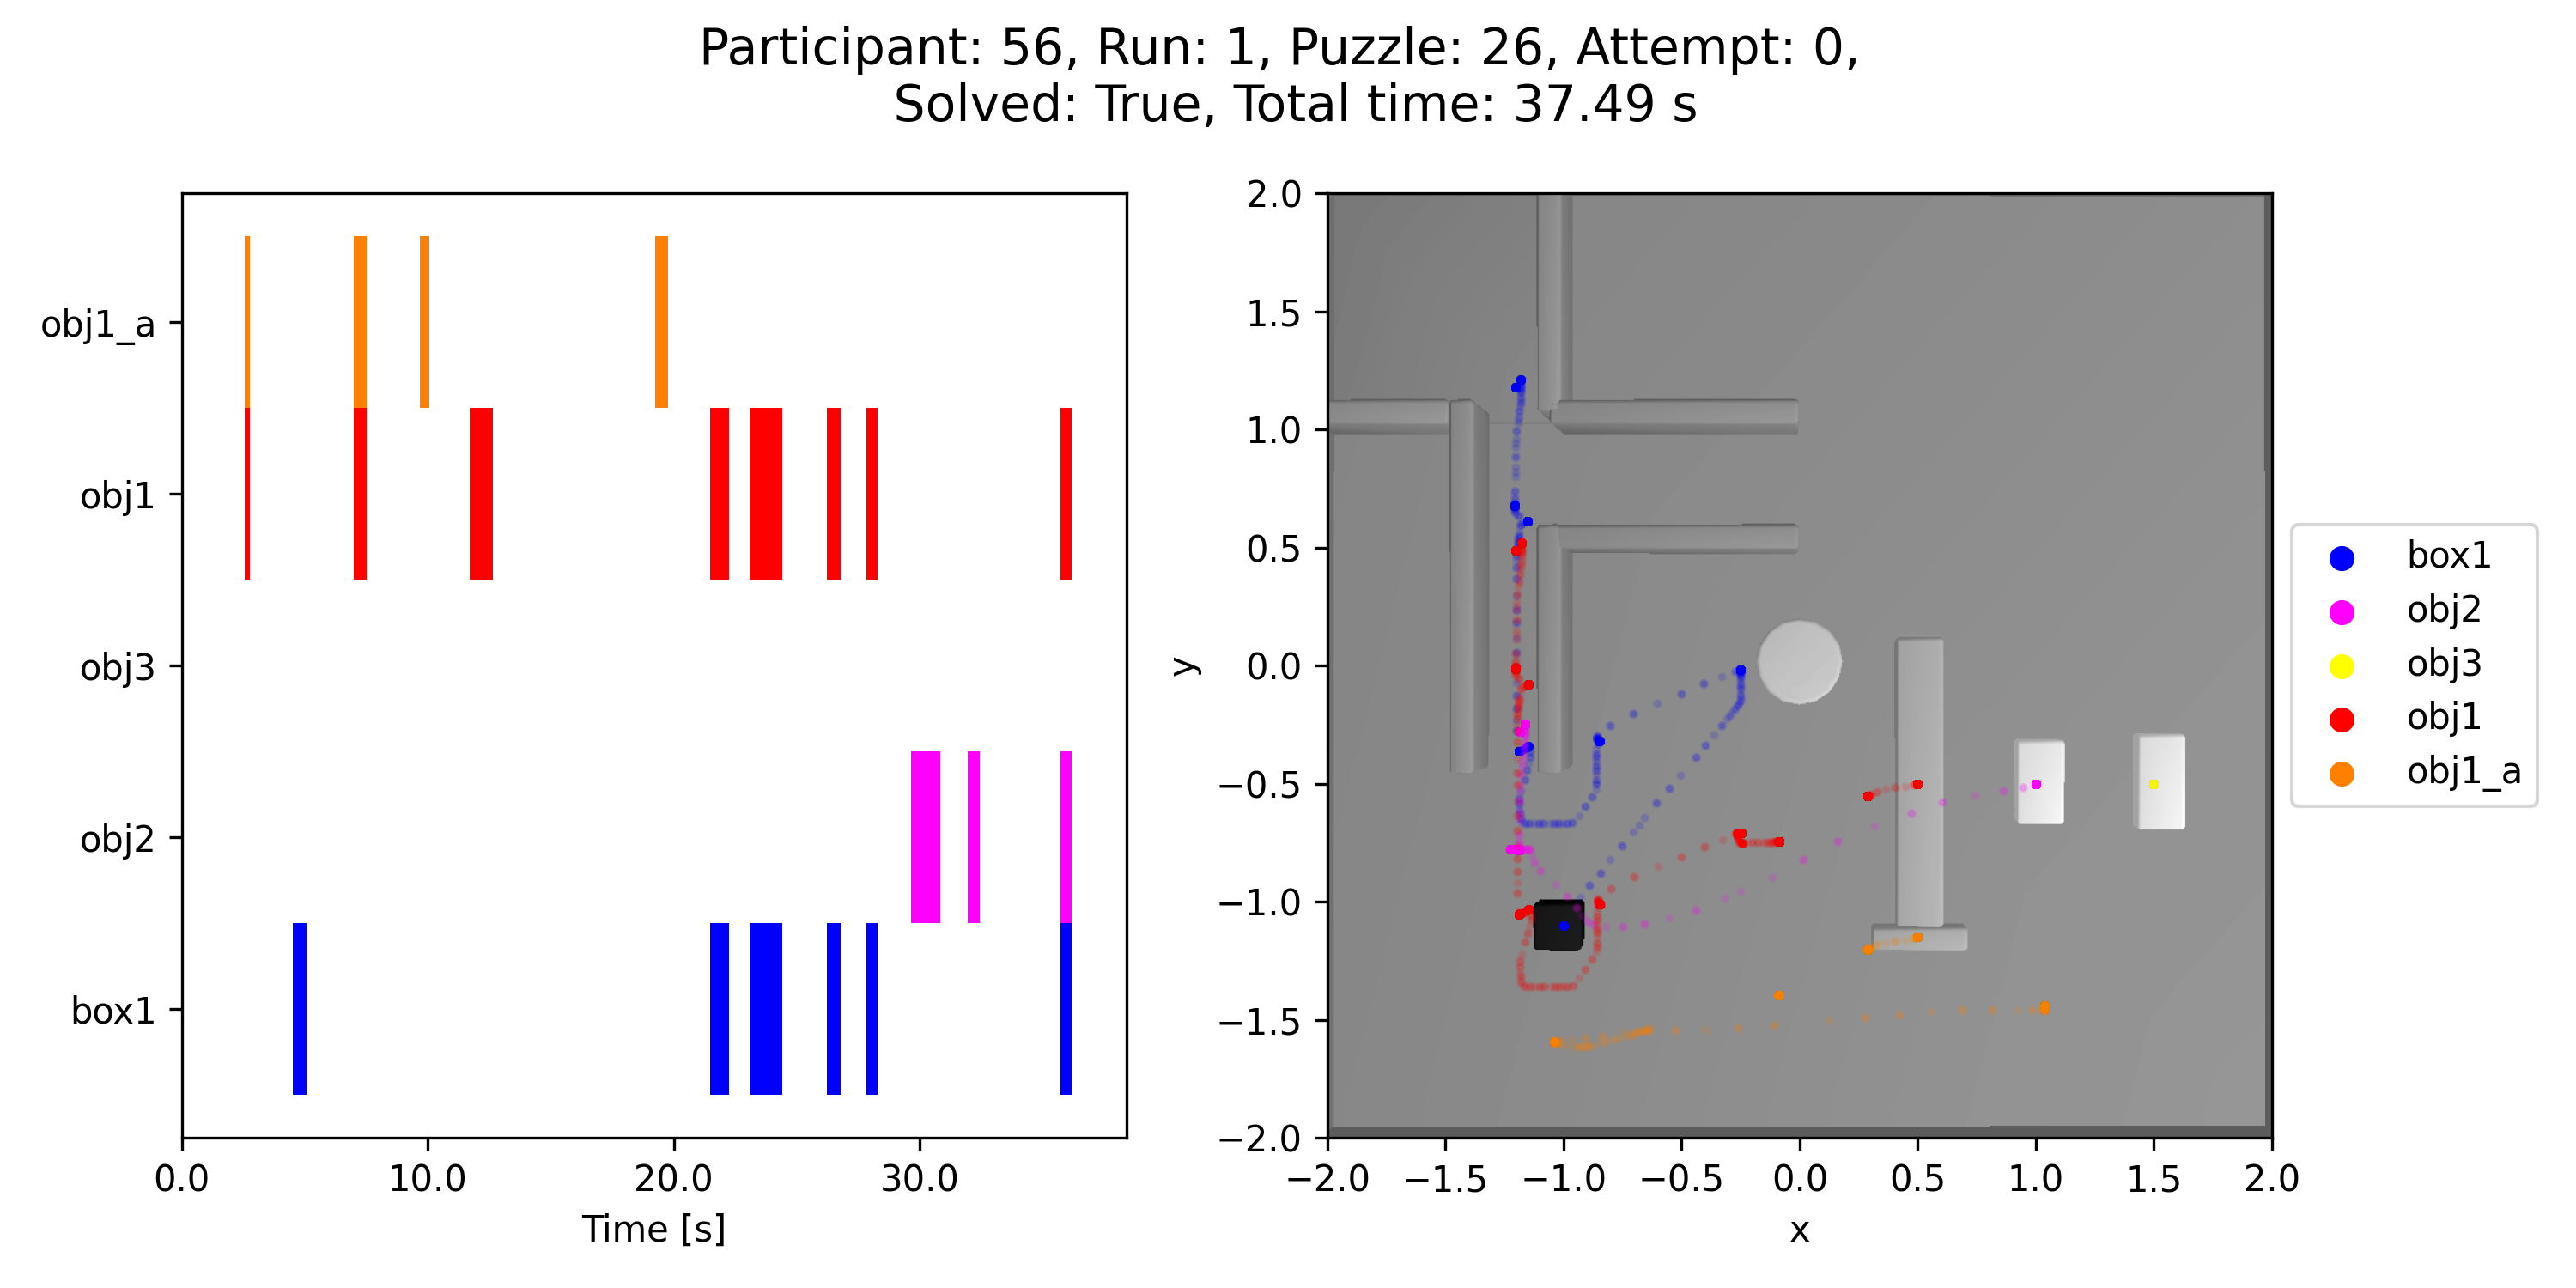 Participant: 56, Run: 1, Puzzle: 26, Attempt: 0,
Solved: True, Total time: 37.49 s
obj1_a
obj1
obj3
obj2
box1
0.0 10.0 20.0 30.0
Time [s]
2.0
1.5
1.0
0.5
0.0
−0.5
−1.0
−1.5
−2.0
y
−2.0 −1.5 −1.0 −0.5 0.0 0.5 1.0 1.5 2.0
x
box1
obj2
obj3
obj1
obj1_a